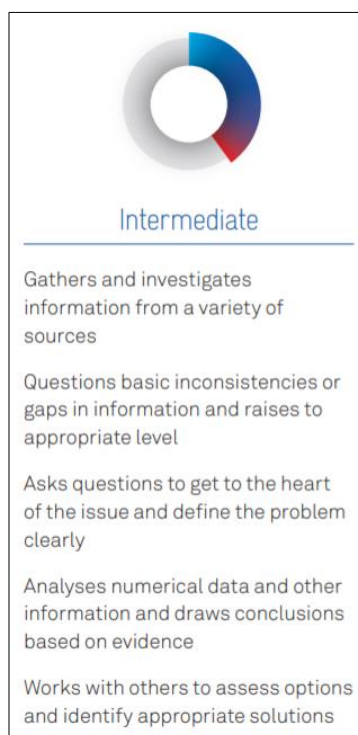 Intermediate
Gathers and investigates
information from a variety of
sources
Questions basic inconsistencies or
gaps in information and raises to
appropriate level
Asks questions to get to the heart
of the issue and define the problem
clearly
Analyses numerical data and other
information and draws conclusions
based on evidence
Works with others to assess options
and identify appropriate solutions